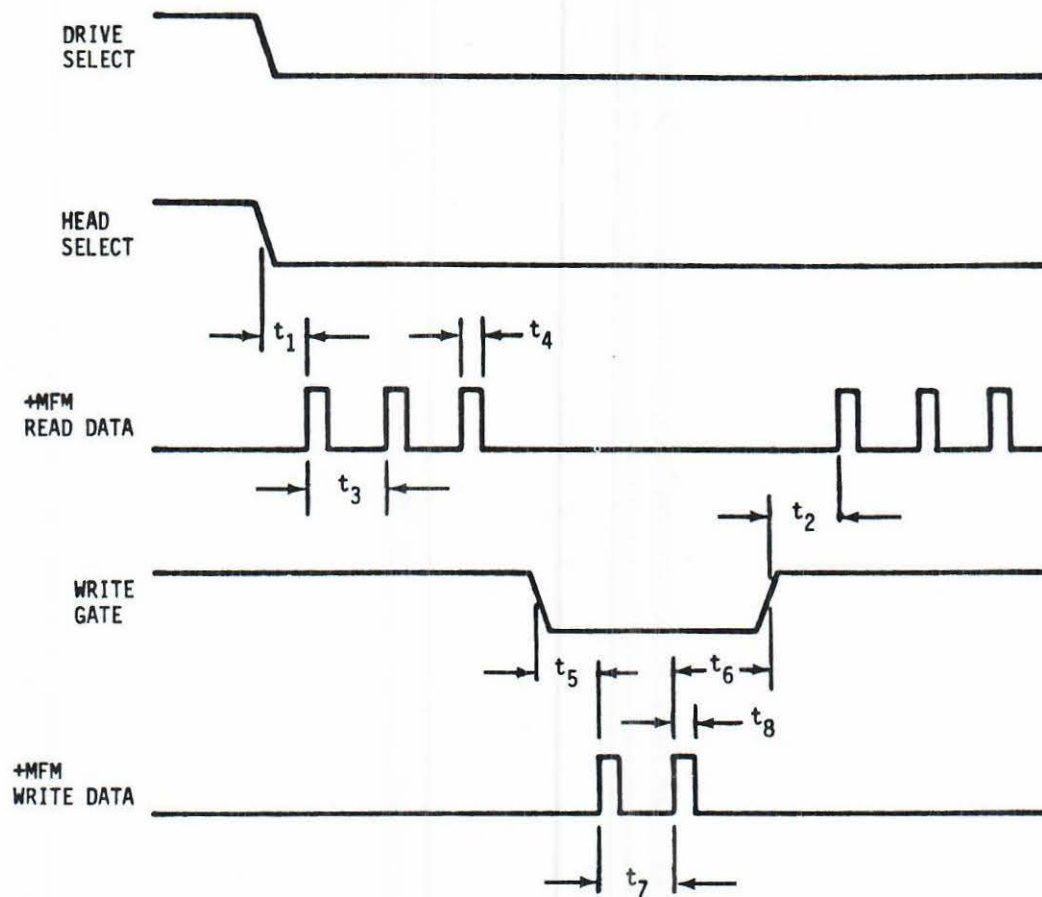 DRIVE
SELECT
HEAD
SELECT
t1
t4
+MFM
READ DATA
t3
t2
WRITE
GATE
t5
t6
t8
+MFM
WRITE DATA
t7